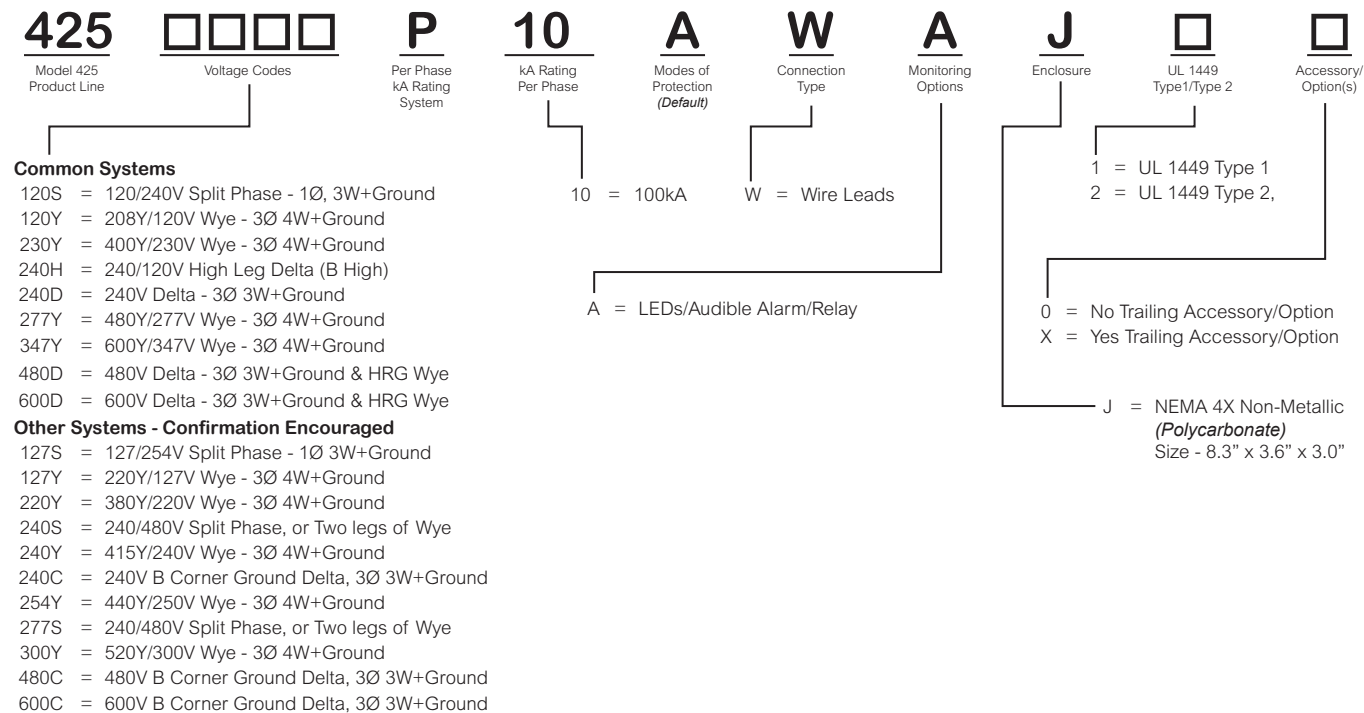 425 □□□□ P 10 A W A J □ □
Model 425 Product Line
Voltage Codes
Per Phase kA Rating System
kA Rating Per Phase
Modes of Protection (Default)
Connection Type
Monitoring Options
Enclosure
UL 1449 Type1/Type 2
Accessory/ Option(s)
Common Systems
120S = 120/240V Split Phase - 1Ø, 3W+Ground
120Y = 208Y/120V Wye - 3Ø 4W+Ground
230Y = 400Y/230V Wye - 3Ø 4W+Ground
240H = 240/120V High Leg Delta (B High)
240D = 240V Delta - 3Ø 3W+Ground
277Y = 480Y/277V Wye - 3Ø 4W+Ground
347Y = 600Y/347V Wye - 3Ø 4W+Ground
480D = 480V Delta - 3Ø 3W+Ground & HRG Wye
600D = 600V Delta - 3Ø 3W+Ground & HRG Wye
Other Systems - Confirmation Encouraged
127S = 127/254V Split Phase - 1Ø 3W+Ground
127Y = 220Y/127V Wye - 3Ø 4W+Ground
220Y = 380Y/220V Wye - 3Ø 4W+Ground
240S = 240/480V Split Phase, or Two legs of Wye
240Y = 415Y/240V Wye - 3Ø 4W+Ground
240C = 240V B Corner Ground Delta, 3Ø 3W+Ground
254Y = 440Y/250V Wye - 3Ø 4W+Ground
277S = 240/480V Split Phase, or Two legs of Wye
300Y = 520Y/300V Wye - 3Ø 4W+Ground
480C = 480V B Corner Ground Delta, 3Ø 3W+Ground
600C = 600V B Corner Ground Delta, 3Ø 3W+Ground
10 = 100kA
W = Wire Leads
A = LEDs/Audible Alarm/Relay
1 = UL 1449 Type 1
2 = UL 1449 Type 2,
0 = No Trailing Accessory/Option
X = Yes Trailing Accessory/Option
J = NEMA 4X Non-Metallic
(Polycarbonate)
Size - 8.3” x 3.6” x 3.0”